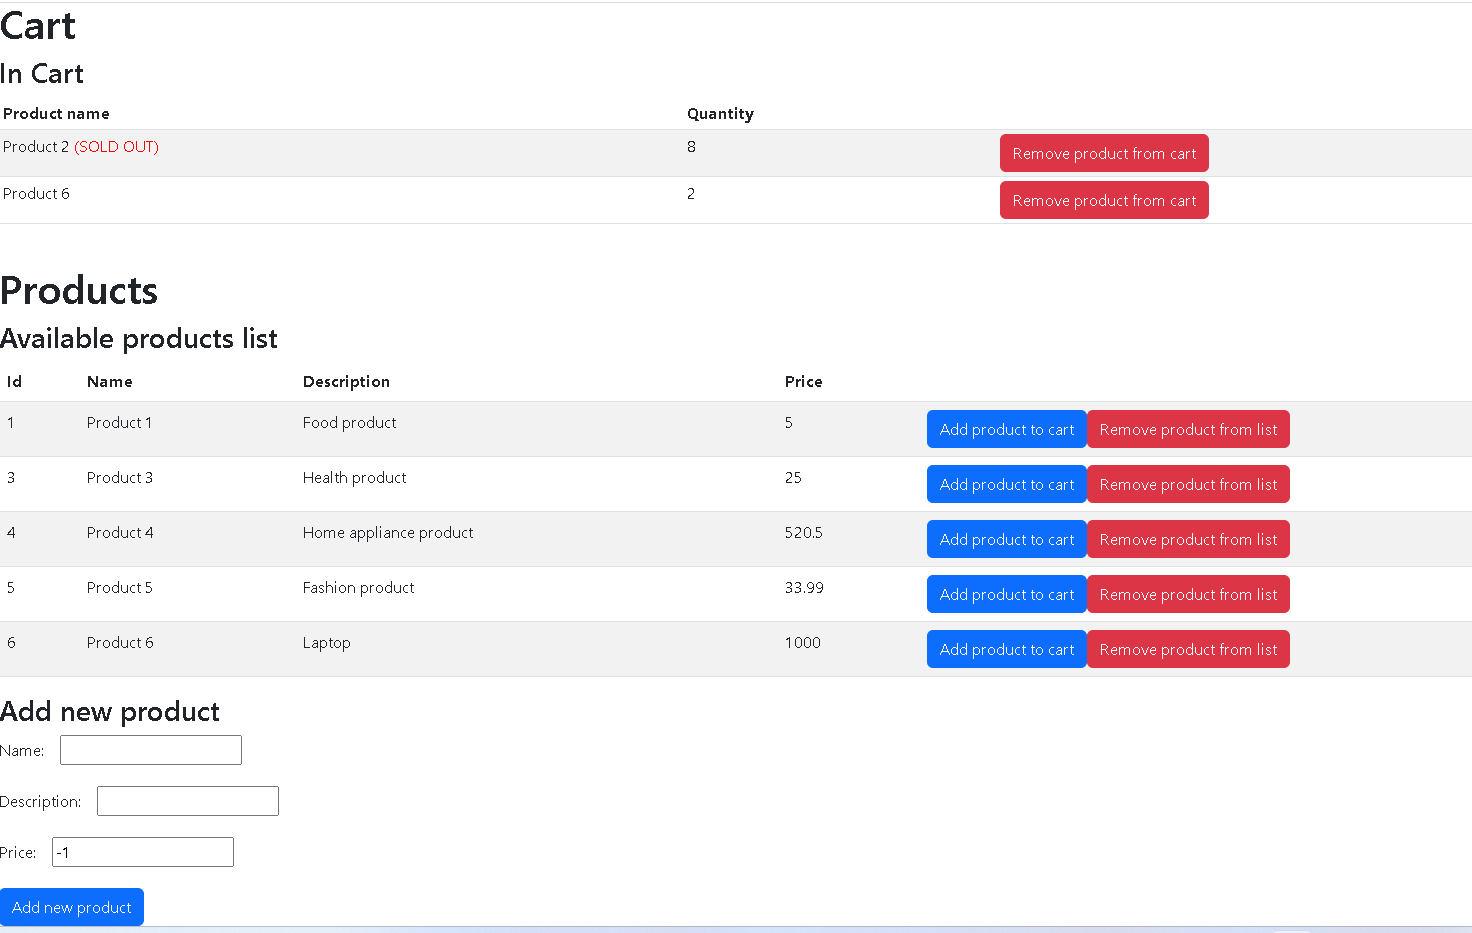 Cart
In Cart
Product name Quantity
Product 2 (SOLD OUT) 8 Remove product from cart
Product 6 2 Remove product from cart
Products
Available products list
Id Name Description Price
1 Product 1 Food product 5 Add product to cart Remove product from list
3 Product 3 Health product 25 Add product to cart Remove product from list
4 Product 4 Home appliance product 520.5 Add product to cart Remove product from list
5 Product 5 Fashion product 33.99 Add product to cart Remove product from list
6 Product 6 Laptop 1000 Add product to cart Remove product from list
Add new product
Name:
Description:
Price: -1
Add new product